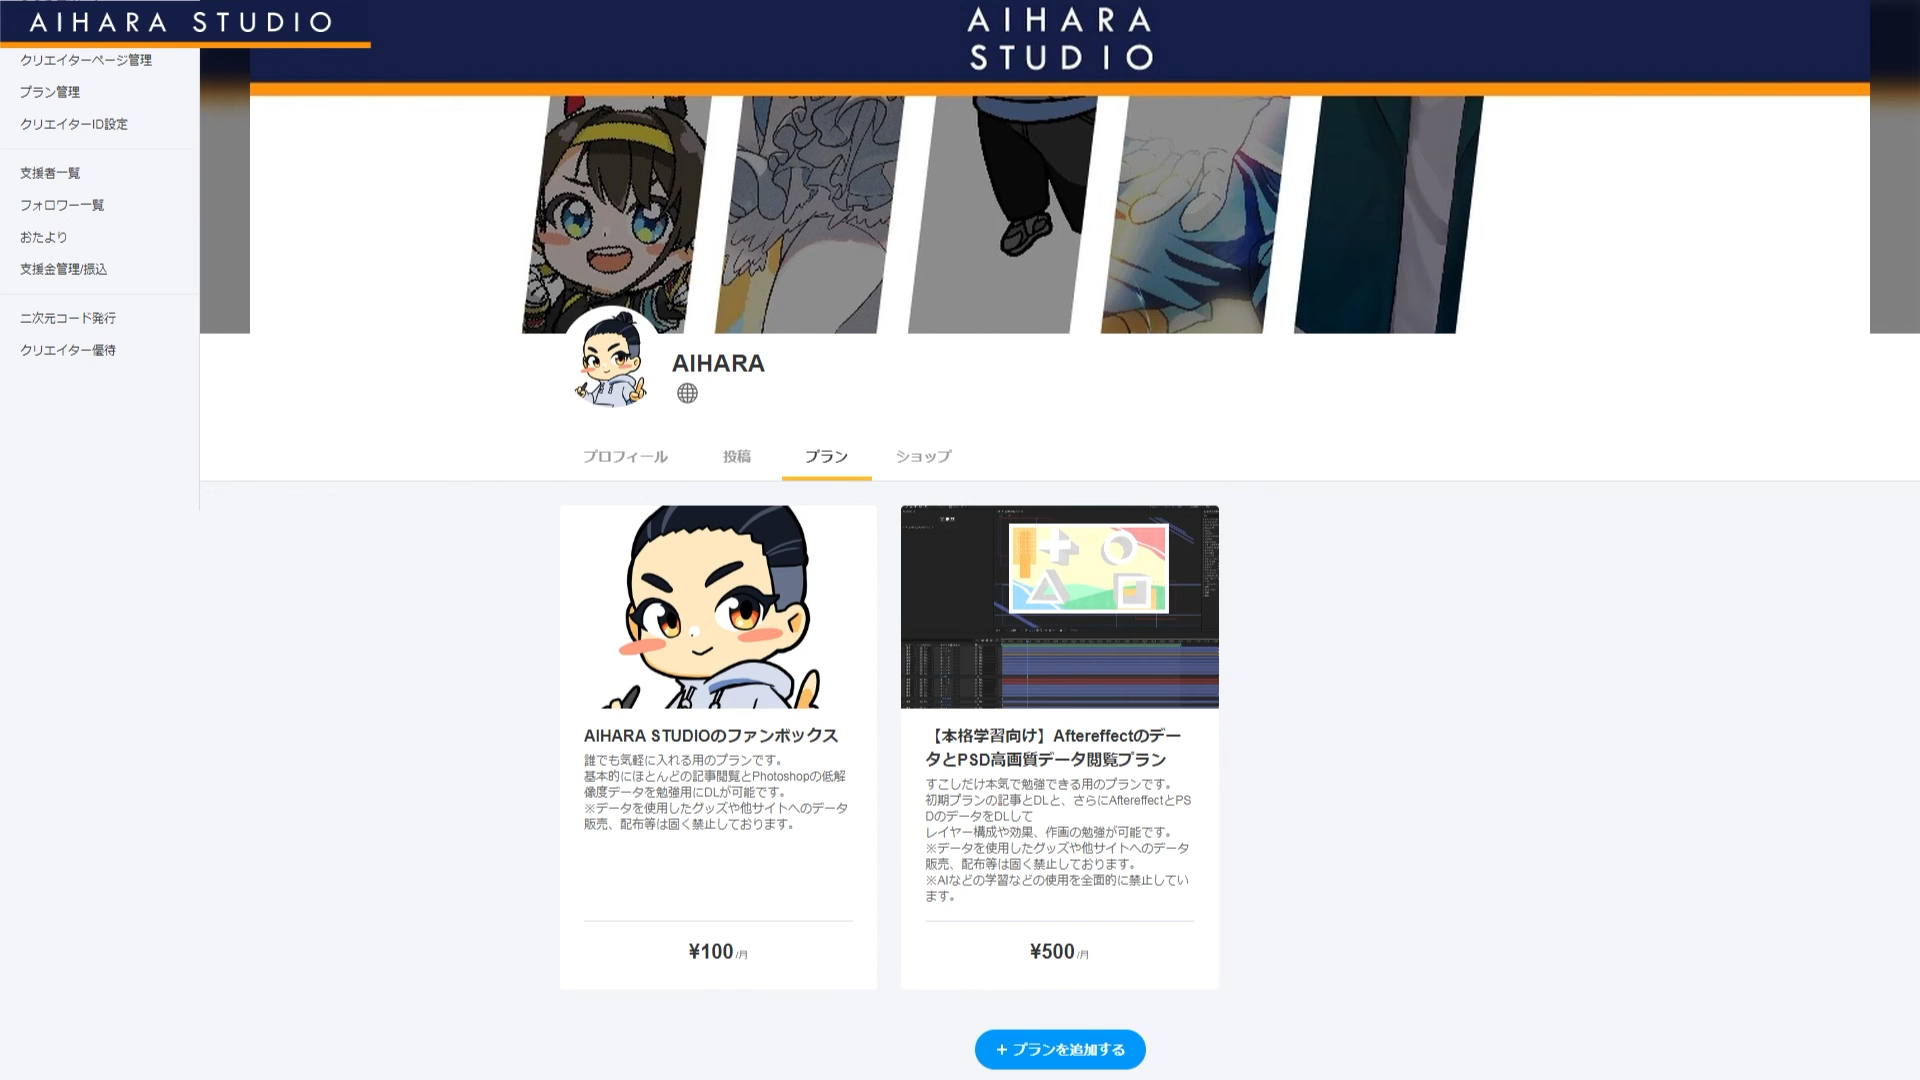 AIHARA STUDIO
AIHARA
STUDIO
クリエイターページ管理
プラン管理
クリエイターID設定
支援者一覧
フォロワー一覧
おたより
支援金管理/振込
二次元コード発行
クリエイター優待
AIHARA
プロフィール
投稿
プラン
ショップ
AIHARA STUDIOのファンボックス
誰でも気軽に入れる用のプランです。
基本的にほとんどの記事閲覧とPhotoshopの低解
像度データを勉強用にDLが可能です。
※データを使用したグッズや他サイトへのデータ
販売、配布等は固く禁止しております。
¥100/月
【本格学習向け】Aftereffectのデー
タとPSD高画質データ閲覧プラン
すこしだけ本気で勉強できる用のプランです。
初期プランの記事とDLと、さらにAftereffectとPS
DのデータをDLして
レイヤー構成や効果、作画の勉強が可能です。
※データを使用したグッズや他サイトへのデータ
販売、配布等は固く禁止しております。
※AIなどの学習などの使用を全面的に禁止してい
ます。
¥500/月
+ プランを追加する